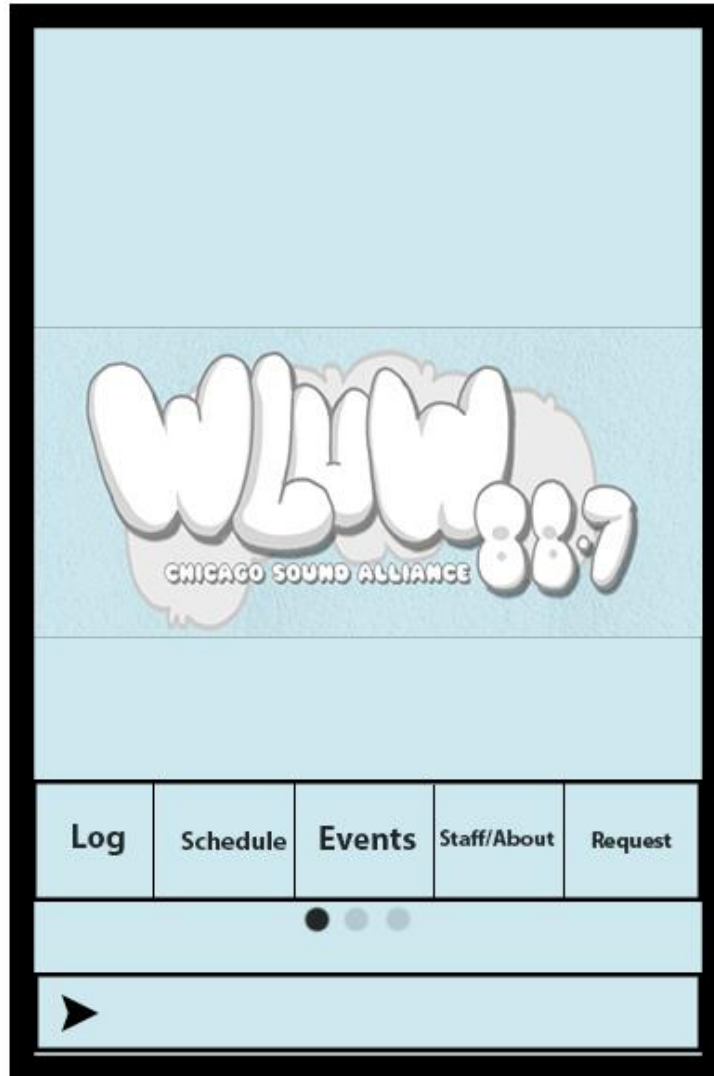 WLUW
88.7
CHICAGO SOUND ALLIANCE
Log Schedule Events Staff/About Request